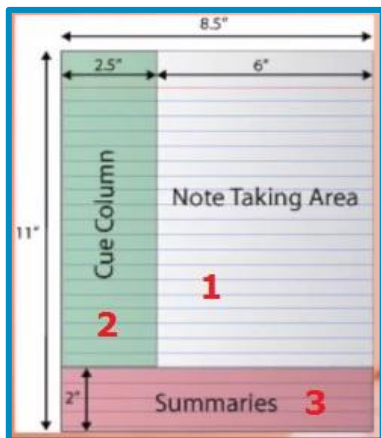 8.5"
2.5"
6"
11"
Cue Column
Note Taking Area
1
2
2"
Summaries 3